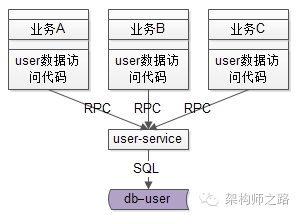 业务A
业务B
业务C
user数据访
问代码
user数据访
问代码
user数据访
问代码
RPC
RPC
RPC
user-service
SQL
db-user
架构师之路